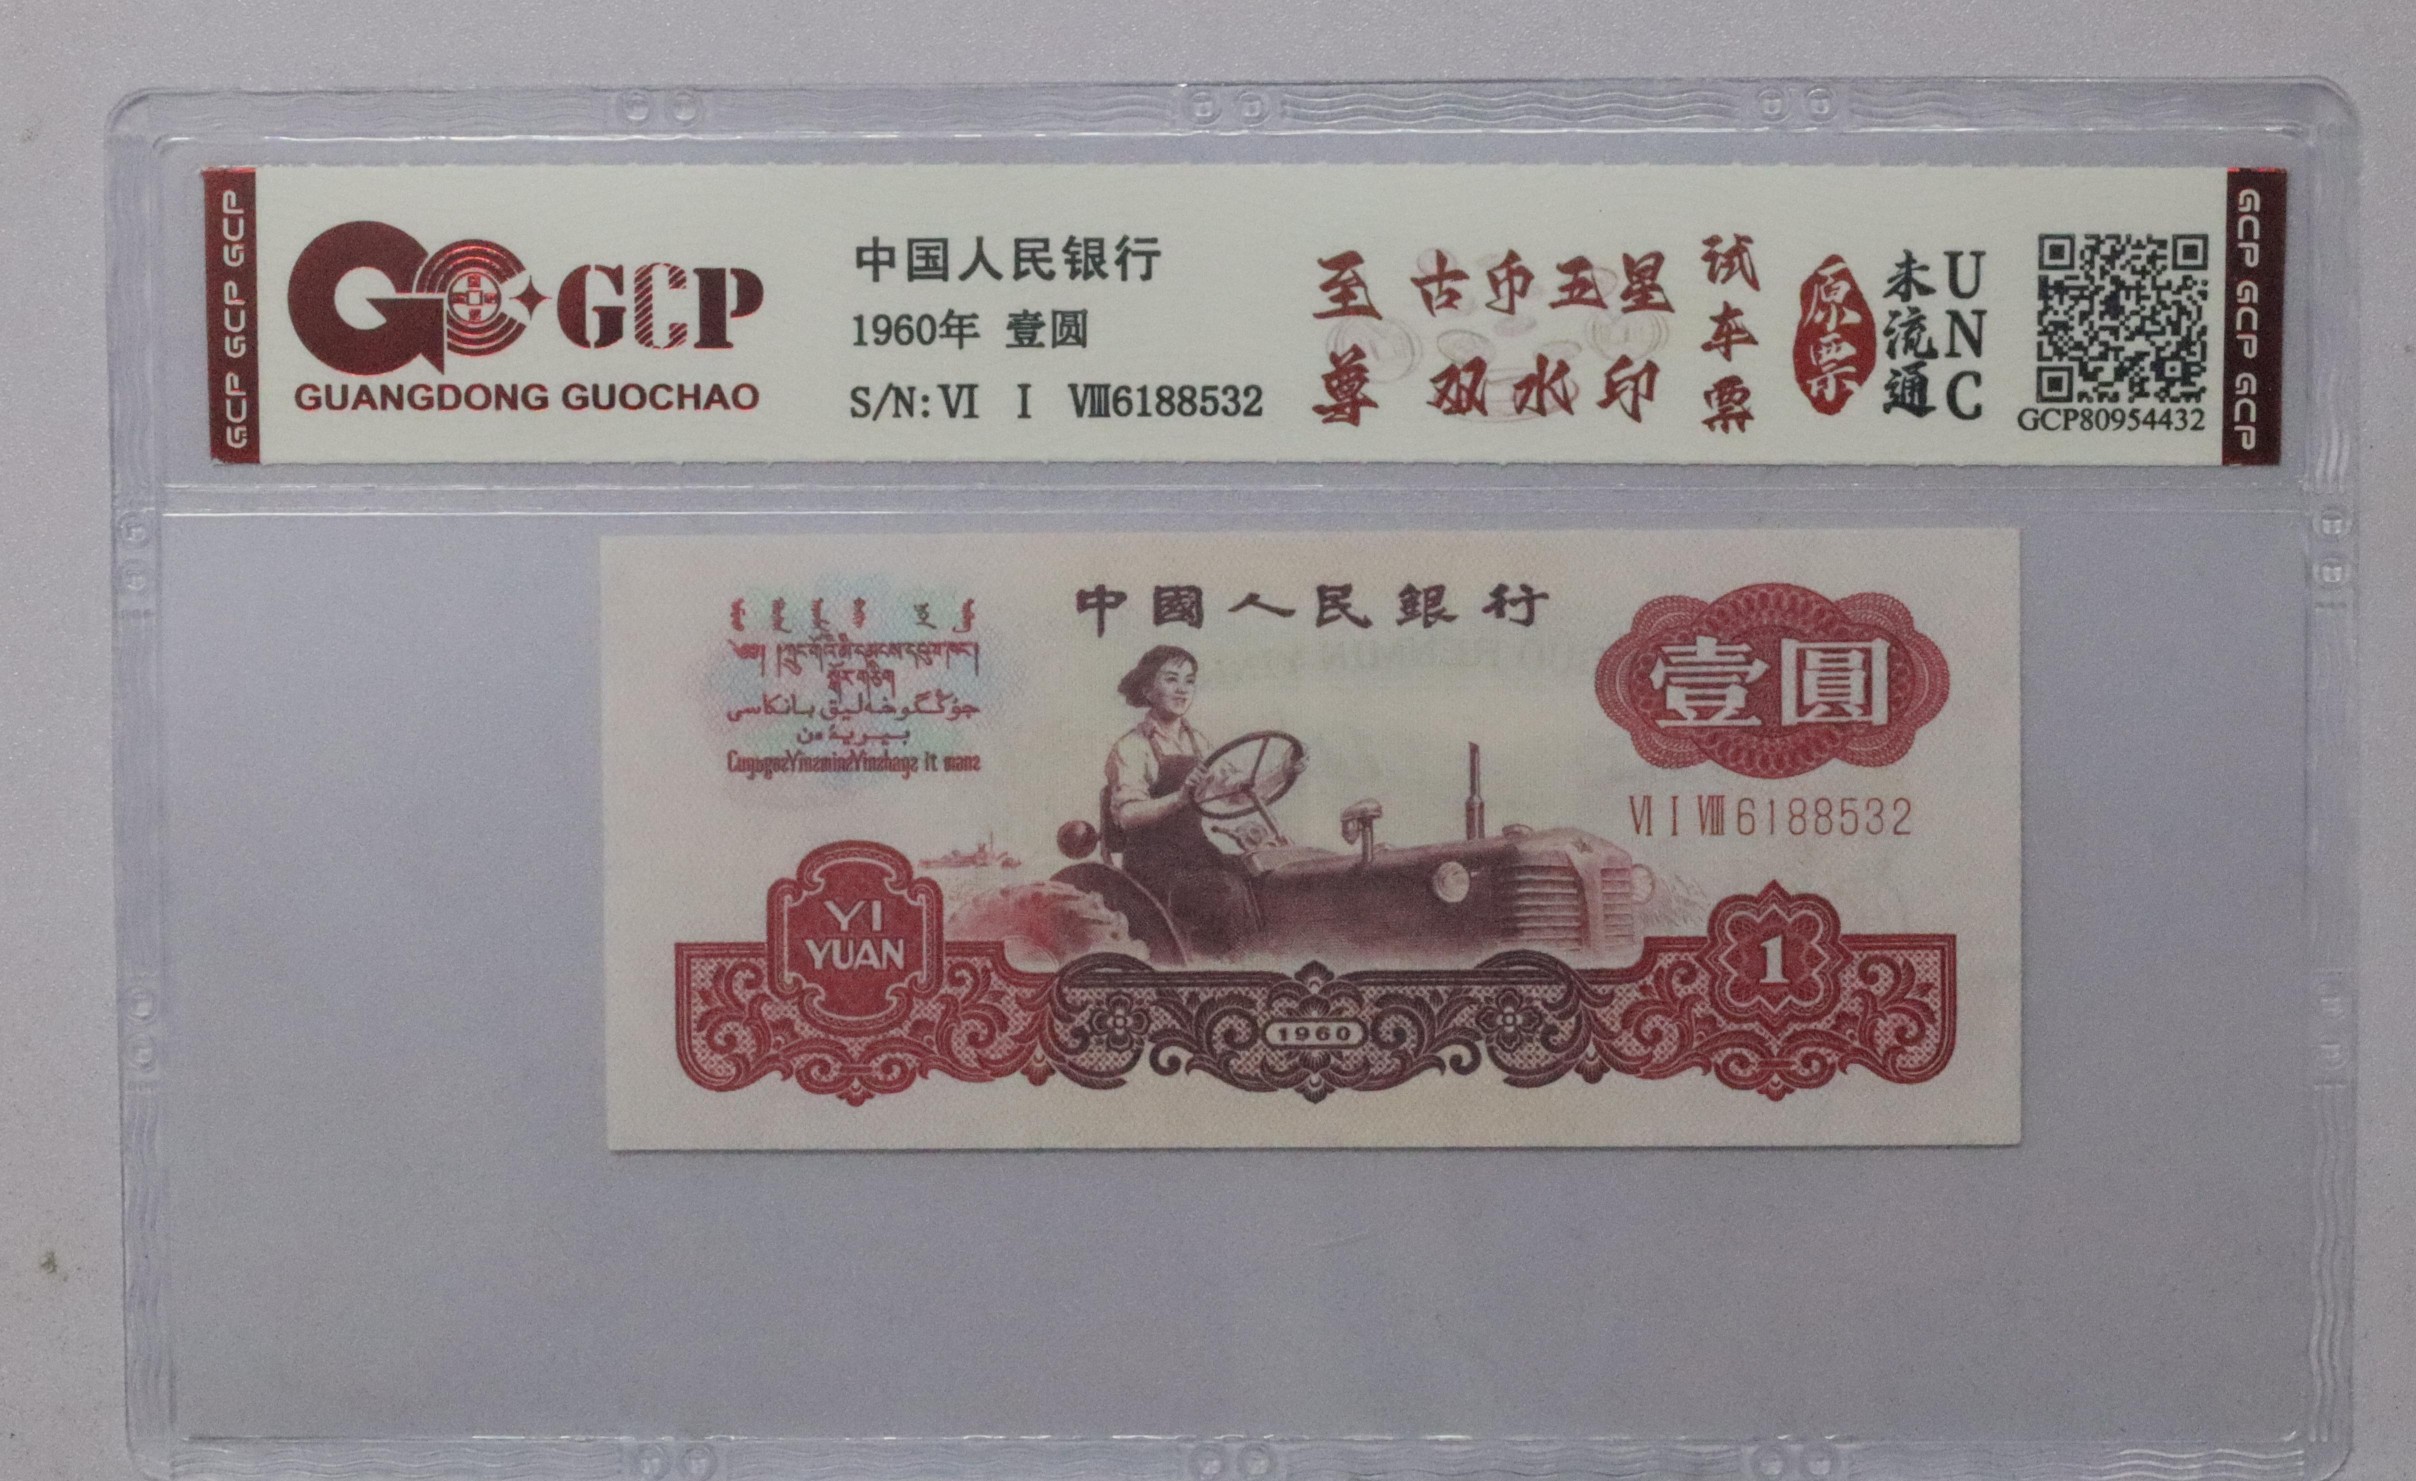 GCP GCP GCP
GCP
GUANGDONG GUOCHAO
中国人民银行
1960年 壹圆
S/N: Ⅵ Ⅰ Ⅷ6188532
至尊
古币五星
双水印
试车票
原票
未流通
UNC
GCP80954432
GCP GCP GCP
中國人民銀行
壹圓
Ⅵ Ⅰ Ⅷ 6188532
YI
YUAN
1960
1